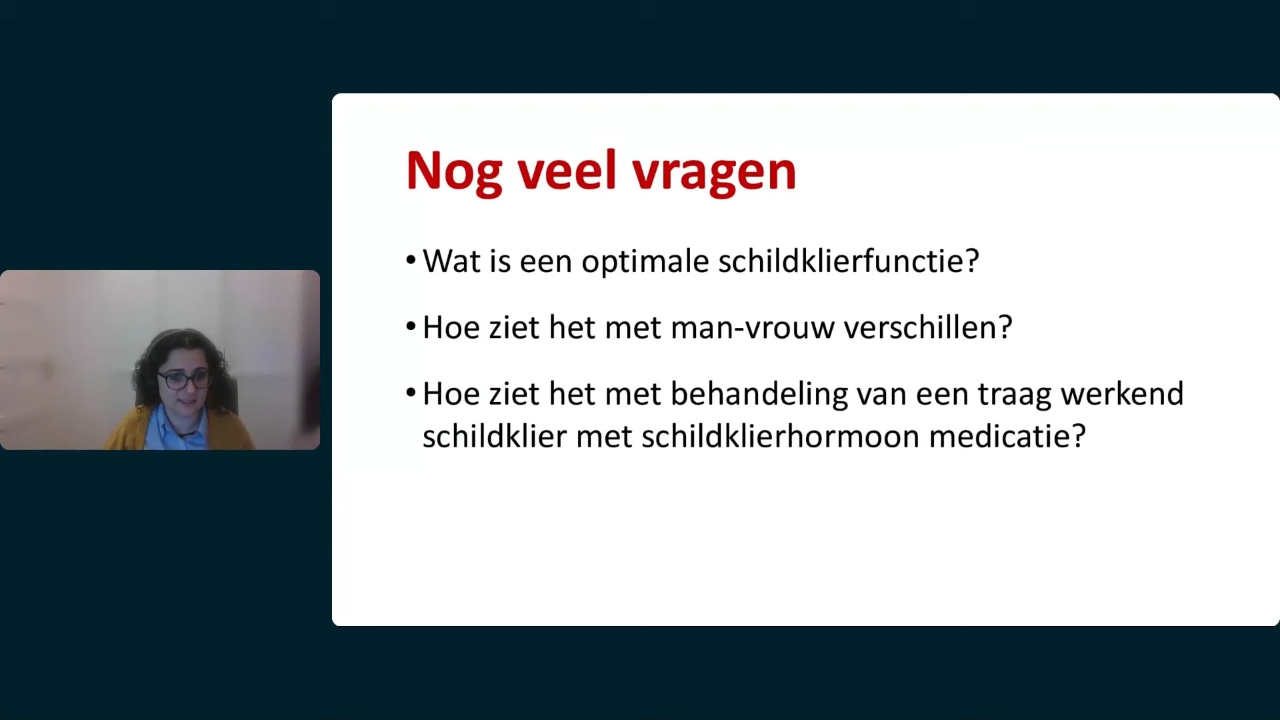 Nog veel vragen
• Wat is een optimale schildklierfunctie?
• Hoe ziet het met man-vrouw verschillen?
• Hoe ziet het met behandeling van een traag werkend
schildklier met schildklierhormoon medicatie?